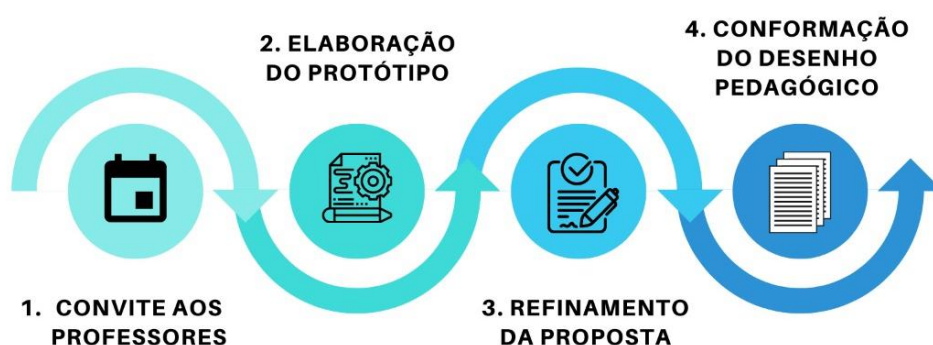 1. CONVITE AOS
PROFESSORES
2. ELABORAÇÃO
DO PROTÓTIPO
3. REFINAMENTO
DA PROPOSTA
4. CONFORMAÇÃO
DO DESENHO
PEDAGÓGICO